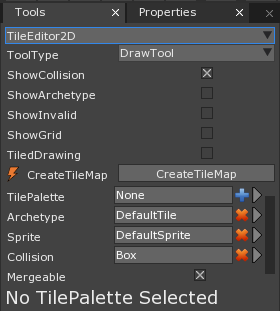 Tools X Properties X
TileEditor2D
ToolType DrawTool
ShowCollision
ShowArchetype
ShowInvalid
ShowGrid
TiledDrawing
CreateTileMap CreateTileMap
TilePalette None
Archetype DefaultTile
Sprite DefaultSprite
Collision Box
Mergeable
No TilePalette Selected